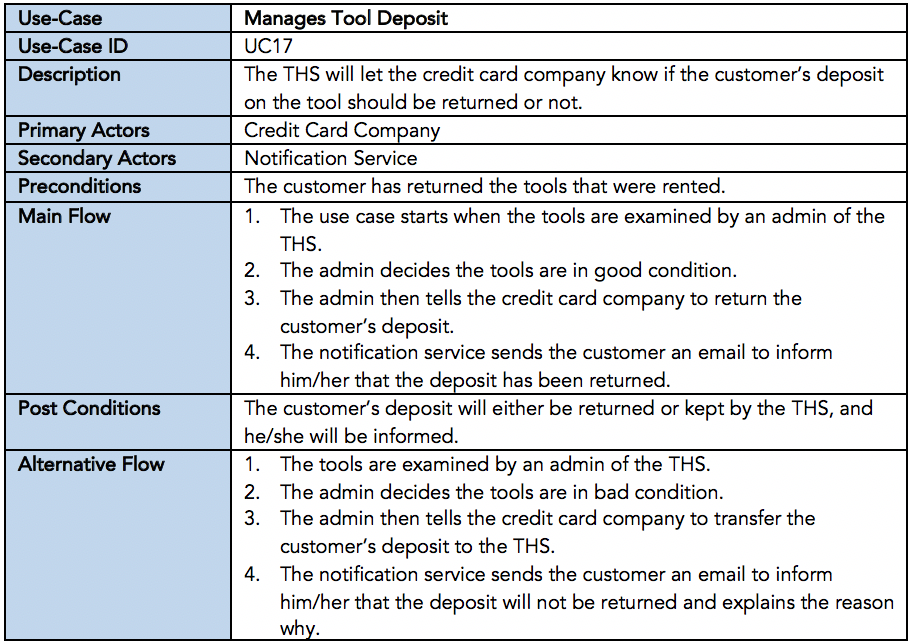 Use-Case Manages Tool Deposit
Use-Case ID UC17
Description The THS will let the credit card company know if the customer’s deposit
on the tool should be returned or not.
Primary Actors Credit Card Company
Secondary Actors Notification Service
Preconditions The customer has returned the tools that were rented.
Main Flow 1. The use case starts when the tools are examined by an admin of the
THS.
2. The admin decides the tools are in good condition.
3. The admin then tells the credit card company to return the
customer’s deposit.
4. The notification service sends the customer an email to inform
him/her that the deposit has been returned.
Post Conditions The customer’s deposit will either be returned or kept by the THS, and
he/she will be informed.
Alternative Flow 1. The tools are examined by an admin of the THS.
2. The admin decides the tools are in bad condition.
3. The admin then tells the credit card company to transfer the
customer’s deposit to the THS.
4. The notification service sends the customer an email to inform
him/her that the deposit will not be returned and explains the reason
why.